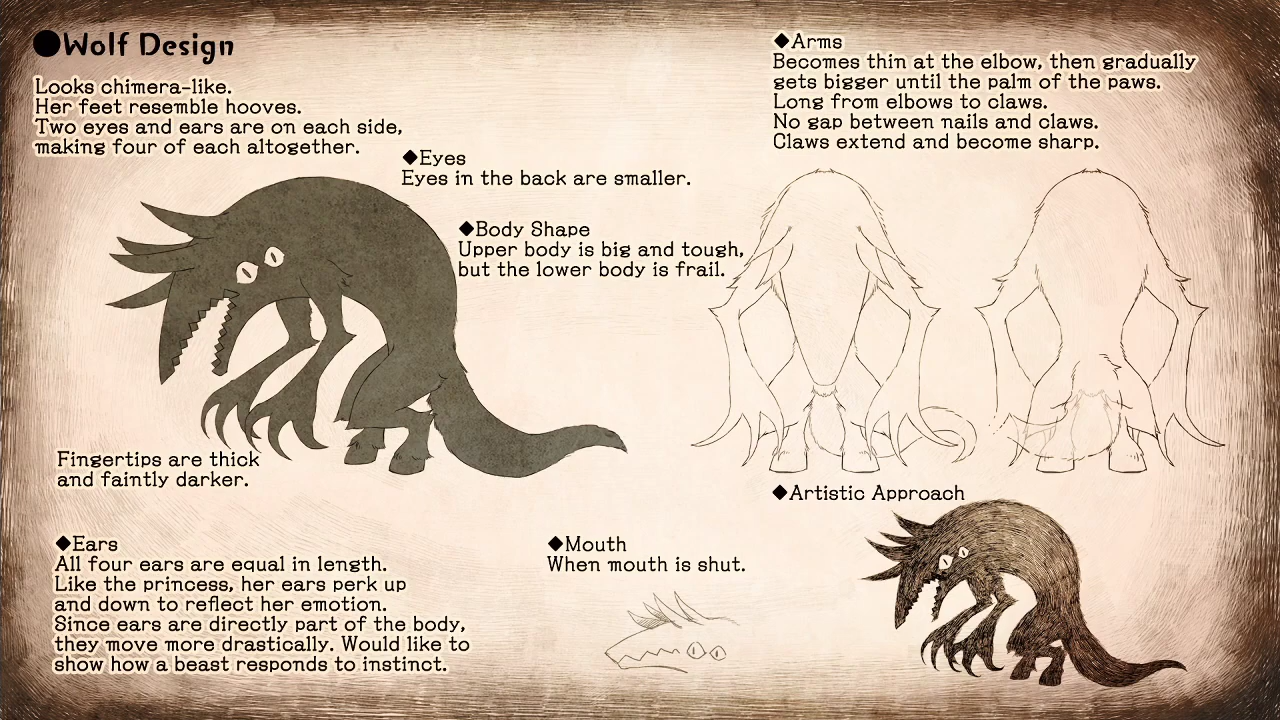 ●Wolf Design
Looks chimera-like.
Her feet resemble hooves.
Two eyes and ears are on each side,
making four of each altogether.
◆Eyes
Eyes in the back are smaller.
◆Body Shape
Upper body is big and tough,
but the lower body is frail.
◆Arms
Becomes thin at the elbow, then gradually
gets bigger until the palm of the paws.
Long from elbows to claws.
No gap between nails and claws.
Claws extend and become sharp.
Fingertips are thick
and faintly darker.
◆Ears
All four ears are equal in length.
Like the princess, her ears perk up
and down to reflect her emotion.
Since ears are directly part of the body,
they move more drastically. Would like to
show how a beast responds to instinct.
◆Mouth
When mouth is shut.
◆Artistic Approach